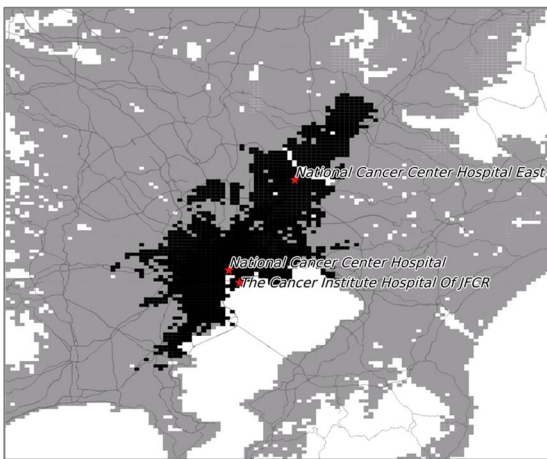 National Cancer Center Hospital East
National Cancer Center Hospital
The Cancer Institute Hospital Of JFCR